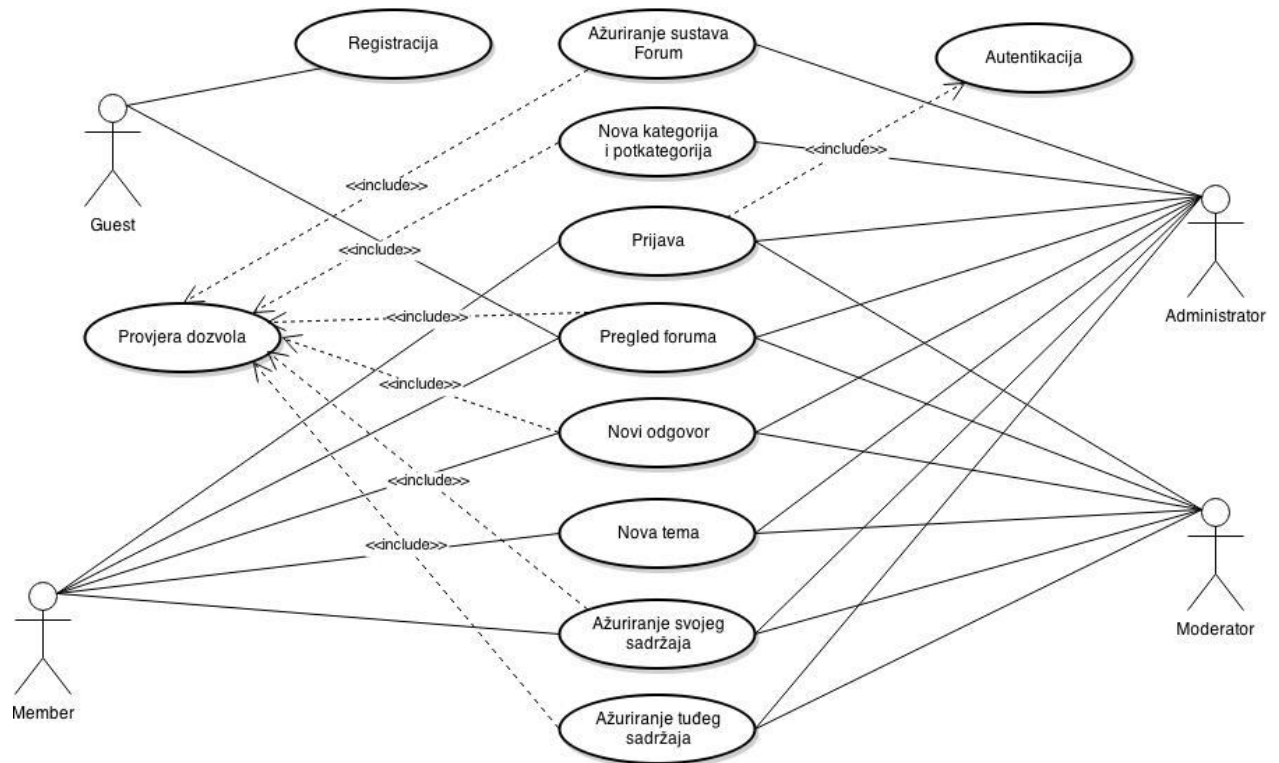 Registracija
Ažuriranje sustava
Forum
Autentikacija
Nova kategorija
i potkategorija
<<include>>
<<include>>
Guest
Prijava
<<include>>
Administrator
Provjera dozvola
<<include>>
Pregled foruma
<<include>>
Novi odgovor
<<include>>
Nova tema
<<include>>
Ažuriranje svojeg
sadržaja
Moderator
Member
Ažuriranje tuđeg
sadržaja